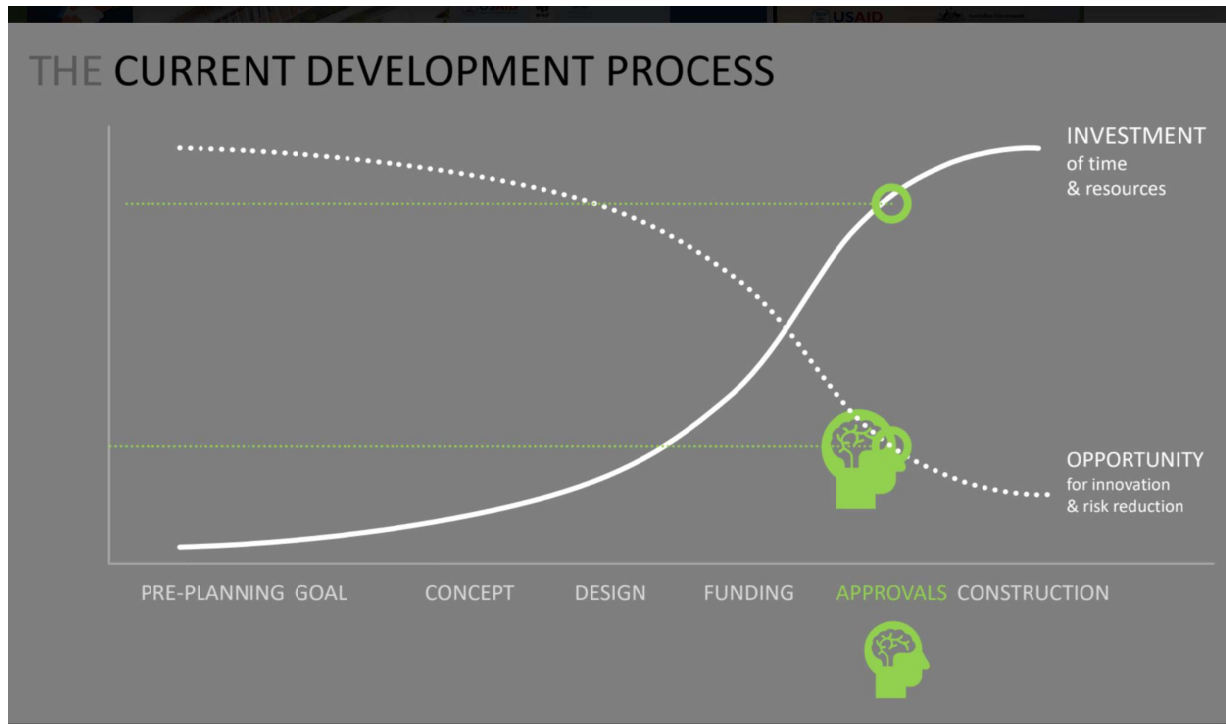 USAID
USAID
THE CURRENT DEVELOPMENT PROCESS
INVESTMENT
of time
& resources
OPPORTUNITY
for innovation
& risk reduction
PRE-PLANNING GOAL CONCEPT DESIGN FUNDING APPROVALS CONSTRUCTION